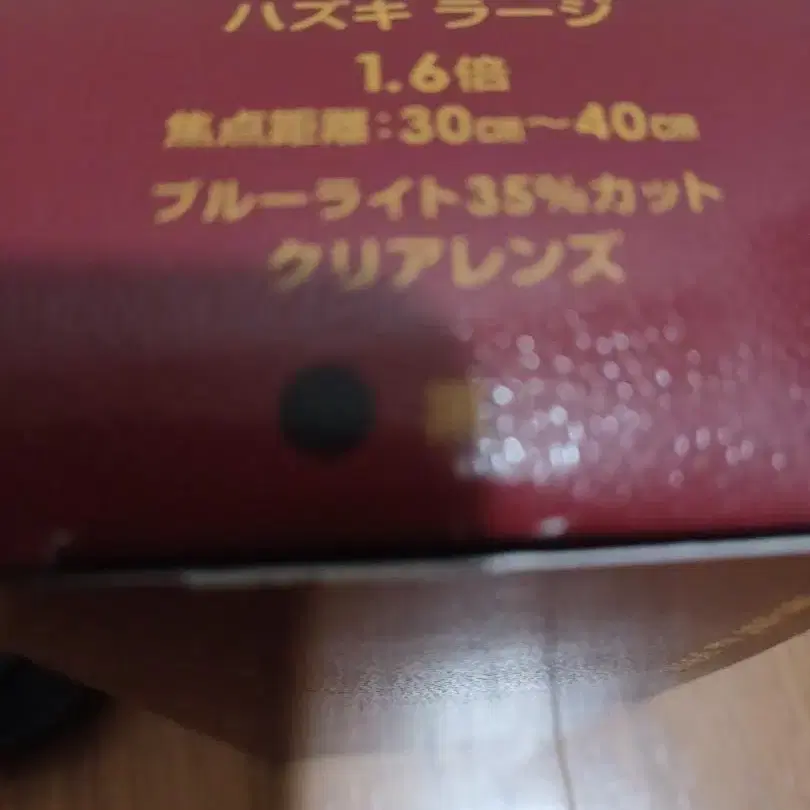 ハズキ ラージ
1.6倍
焦点距離:30㎝〜40㎝
ブルーライト35%カット
クリアレンズ